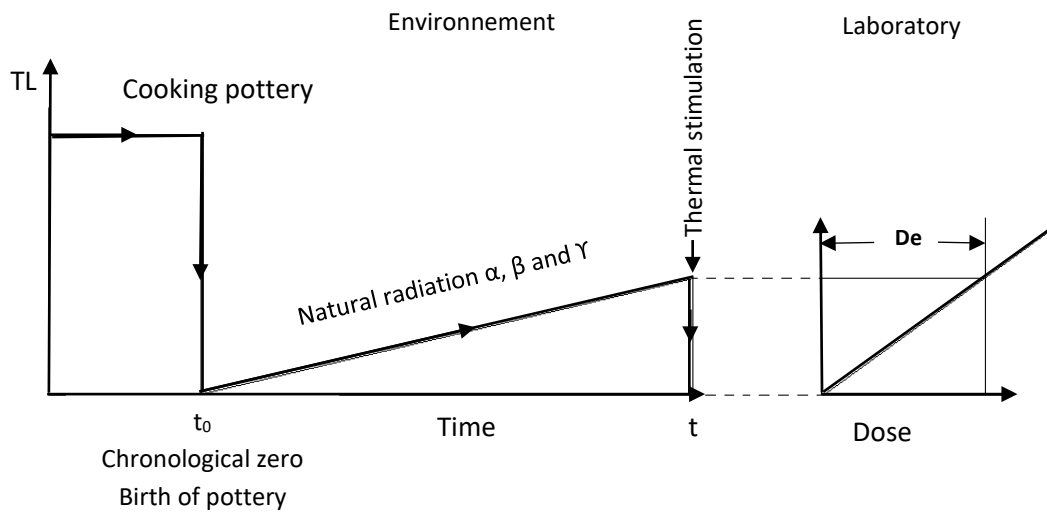 Environnement
Laboratory
TL
Cooking pottery
Thermal stimulation
De
Natural radiation α, β and ϒ
t₀
Time
t
Dose
Chronological zero
Birth of pottery